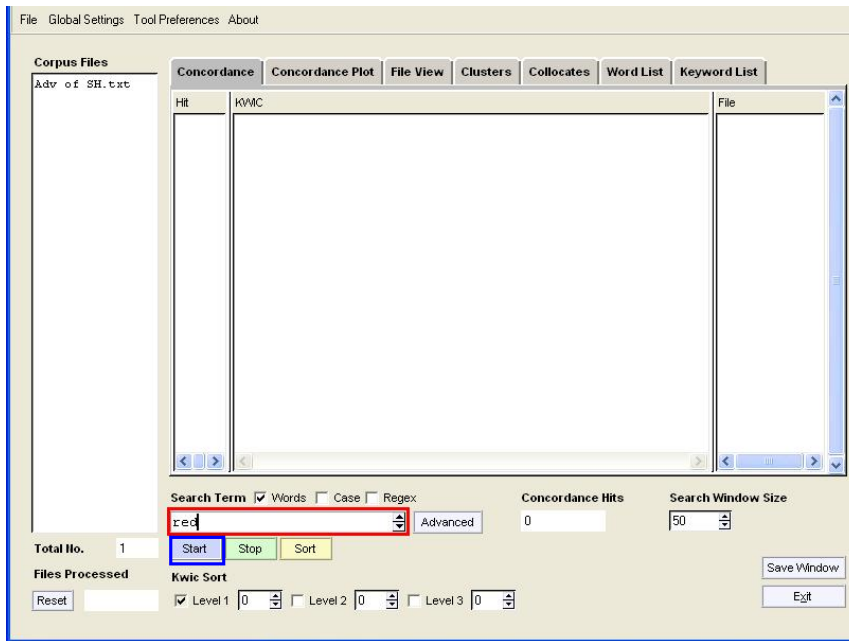 File Global Settings Tool Preferences About
Corpus Files
Adv of SH.txt
Concordance Concordance Plot File View Clusters Collocates Word List Keyword List
Hit KWIC File
Search Term Words Case Regex Concordance Hits Search Window Size
red Advanced 0 50
Total No. 1 Start Stop Sort
Files Processed Kwic Sort Save Window
Reset Level 1 0 Level 2 0 Level 3 0 Exit